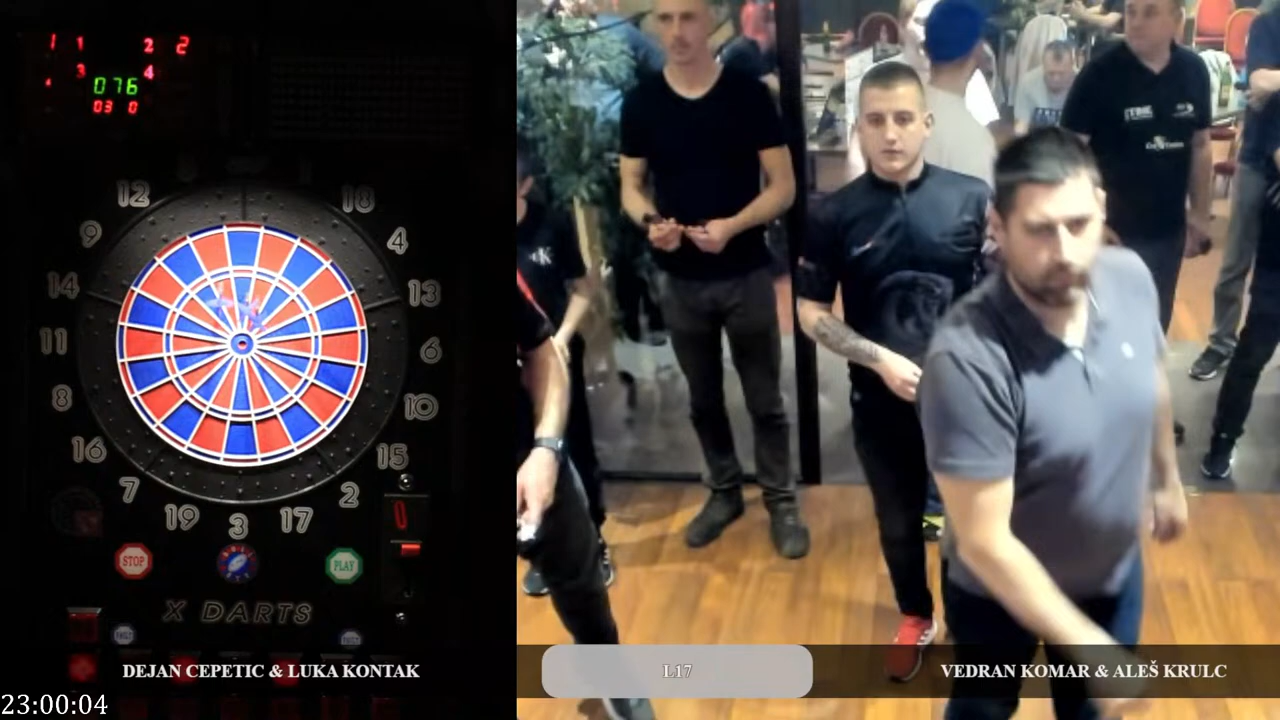 1 1 2 2
3 4
076
03 0
12 18
9 4
14 13
11 6
8 10
16 15
7 2
19 3 17
STOP
PLAY
X DARTS
DEJAN CEPETIC & LUKA KONTAK
L17
VEDRAN KOMAR & ALEŠ KRULC
23:00:04